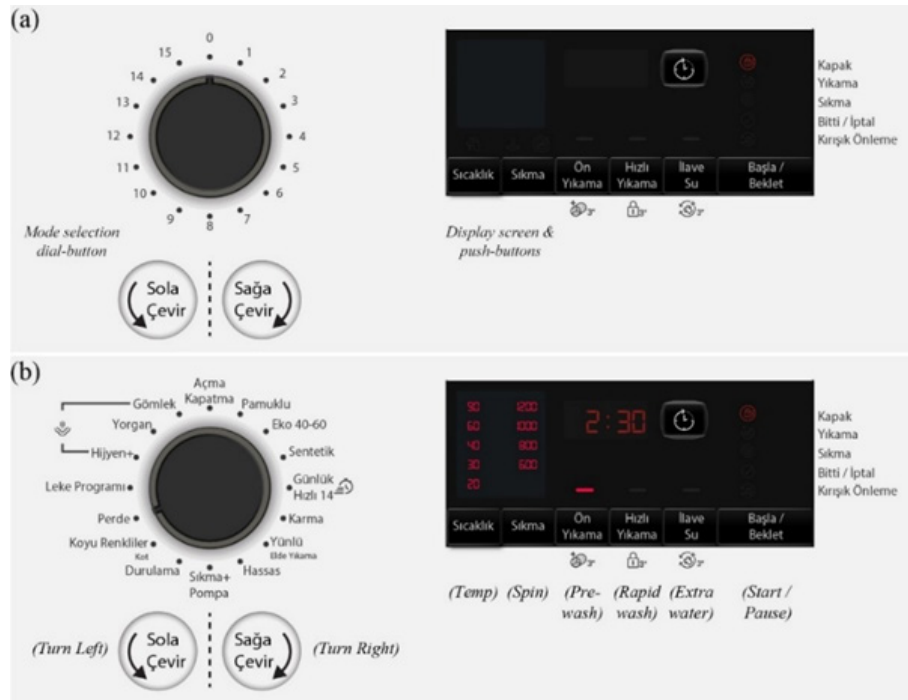 (a)
0
1
2
3
4
5
6
7
8
9
10
11
12
13
14
15
Mode selection
dial-button
Sola
Çevir
Sağa
Çevir
Sıcaklık
Sıkma
Ön
Yıkama
Hızlı
Yıkama
İlave
Su
Başla /
Beklet
Kapak
Yıkama
Sıkma
Bitti / İptal
Kırışık Önleme
3"
3"
3"
Display screen &
push-buttons
(b)
Açma
Kapatma
Pamuklu
Eko 40-60
Sentetik
Günlük
Hızlı 14
Karma
Yünlü
Elde Yıkama
Hassas
Sıkma+
Pompa
Durulama
Koyu Renkliler
Kot
Perde
Leke Programı
Hijyen+
Yorgan
Gömlek
(Turn Left)
Sola
Çevir
Sağa
Çevir
(Turn Right)
90
60
40
30
20
1200
1000
800
600
2:30
Sıcaklık
Sıkma
Ön
Yıkama
Hızlı
Yıkama
İlave
Su
Başla /
Beklet
Kapak
Yıkama
Sıkma
Bitti / İptal
Kırışık Önleme
3"
3"
3"
(Temp)
(Spin)
(Pre-
wash)
(Rapid
wash)
(Extra
water)
(Start /
Pause)